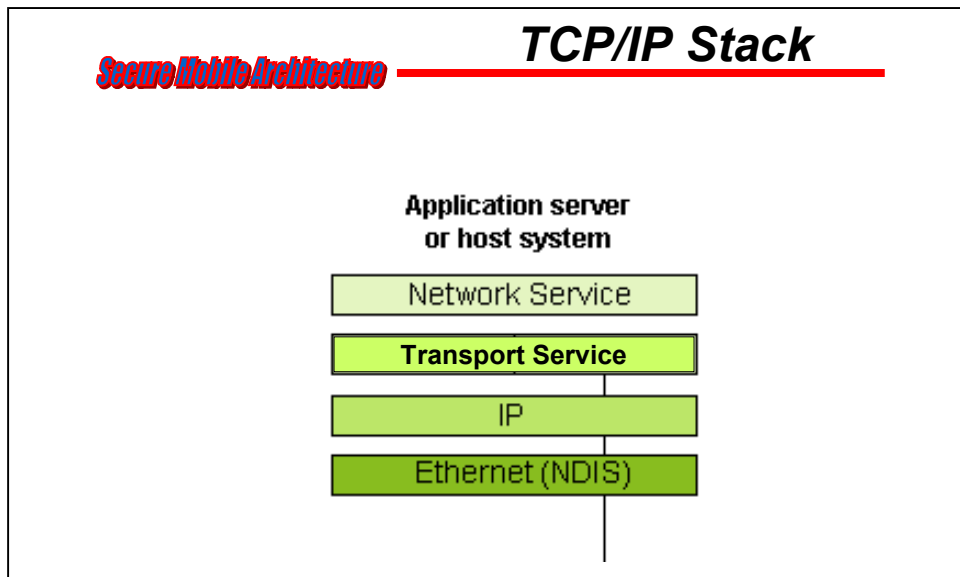 TCP/IP Stack
Secure Mobile Architecture
Application server
or host system
Network Service
Transport Service
IP
Ethernet (NDIS)